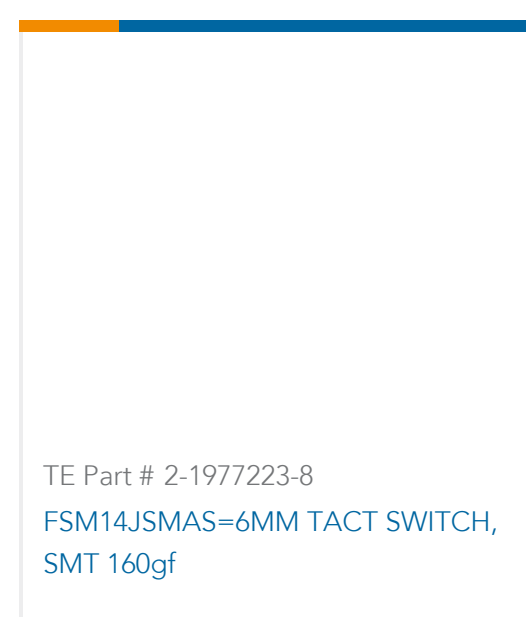 TE Part # 2-1977223-8
FSM14JSMAS=6MM TACT SWITCH,
SMT 160gf